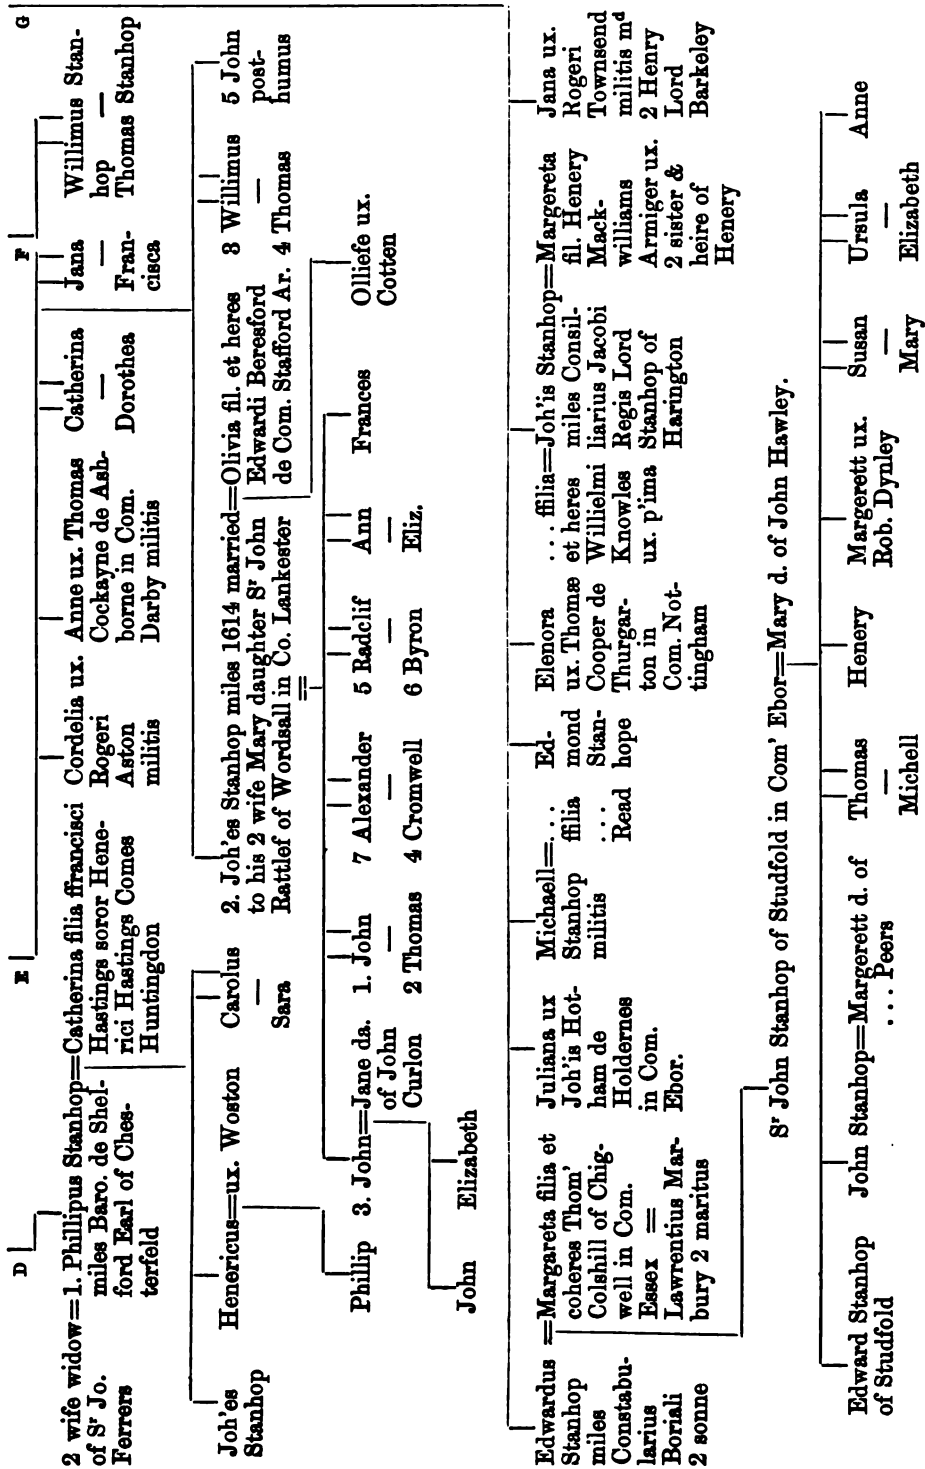 D
E
F
G
2 wife widow=1. Phillipus Stanhop=Catherina filia ffrancisci
of Sr Jo.
Ferrers
miles Baro. de Shel-
ford Earl of Ches-
terfeld
Hastings soror Hene-
rici Hastings Comes
Huntingdon
Cordelia ux.
Rogeri
Aston
militis
Anne ux. Thomas
Cockayne de Ash-
borne in Com.
Darby militis
Catherina
—
Dorothea
Jana
—
Fran-
cisca
Willimus Stan-
hop —
Thomas Stanhop
Joh'es
Stanhop
Henericus=ux. Woston
Carolus
—
Sara
2. Joh'es Stanhop miles 1614 married=Olivia fil. et heres
to his 2 wife Mary daughter Sr John
Rattlef of Wordsall in Co. Lankester
=
Edwardi Beresford
de Com. Stafford Ar.
3 Willimus
—
4 Thomas
5 John
post-
humus
Phillip
3. John=Jane da.
of John
Curlon
1. John
—
2 Thomas
7 Alexander
—
4 Cromwell
5 Radclif
—
6 Byron
Ann
—
Eliz.
Frances
Olliefe ux.
Cotten
John
Elizabeth
Edwardus
Stanhop
miles
Constabu-
larius
Boriali
2 sonne
=Margareta filia et
coheres Thom'
Colshill of Chig-
well in Com.
Essex =
Lawrentius Mar-
bury 2 maritus
Juliana ux
Joh'is Hot-
ham de
Holdernes
in Com.
Ebor.
Michaell=...
Stanhop
militis
ffilia
...
Read
Ed-
mond
Stan-
hope
Elenora
ux. Thomæ
Cooper de
Thurgar-
ton in
Com. Not-
tingham
...ffilia=Joh'is Stanhop=Margereta
et heres
Willielmi
Knowles
ux. p'ima
miles Consil-
liarius Jacobi
Regis Lord
Stanhop of
Harington
fil. Henery
Mack-
williams
Armiger ux.
2 sister &
heire of
Henery
Jana ux.
Rogeri
Townsend
militis md
2 Henry
Lord
Barkeley
Sr John Stanhop of Studfold in Com' Ebor=Mary d. of John Hawley.
Edward Stanhop
of Studfold
John Stanhop=Margerett d. of
....Peers
Thomas
—
Michell
Henery
Margerett ux.
Rob. Dynley
Susan
—
Mary
Ursula
—
Elizabeth
Anne